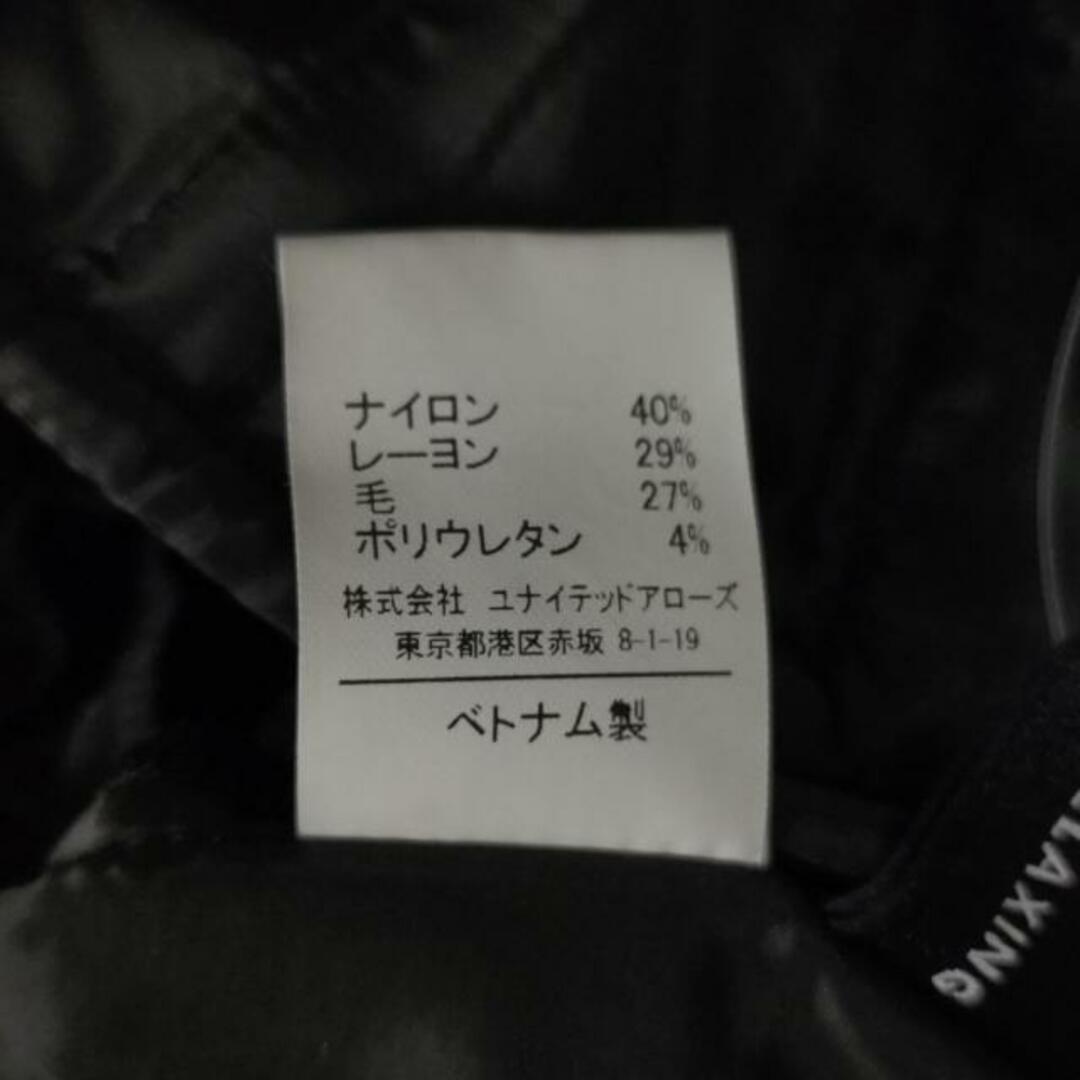 ナイロン 40%
レーヨン 29%
毛 27%
ポリウレタン 4%
株式会社 ユナイテッドアローズ
東京都港区赤坂 8-1-19
ベトナム製
LAXING